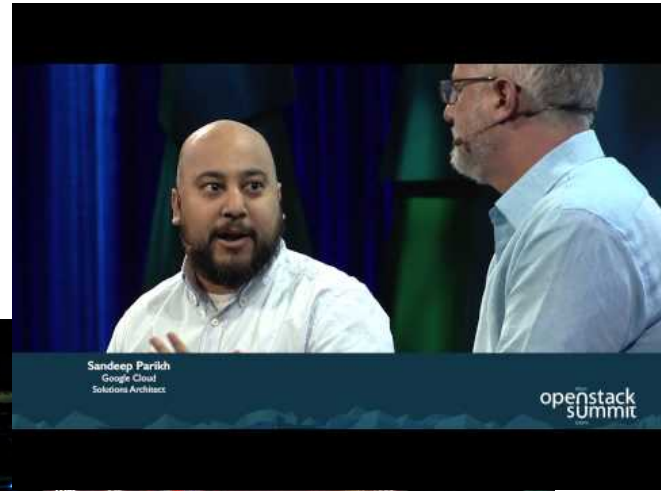 Sandeep Parikh
Google Cloud
Solutions Architect
openstack
summit